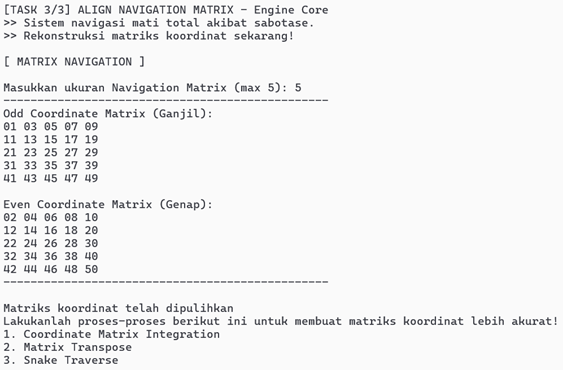 [TASK 3/3] ALIGN NAVIGATION MATRIX - Engine Core
>> Sistem navigasi mati total akibat sabotase.
>> Rekonstruksi matriks koordinat sekarang!
[ MATRIX NAVIGATION ]
Masukkan ukuran Navigation Matrix (max 5): 5
-----------------------------------------------
Odd Coordinate Matrix (Ganjil):
01 03 05 07 09
11 13 15 17 19
21 23 25 27 29
31 33 35 37 39
41 43 45 47 49
Even Coordinate Matrix (Genap):
02 04 06 08 10
12 14 16 18 20
22 24 26 28 30
32 34 36 38 40
42 44 46 48 50
-----------------------------------------------
Matriks koordinat telah dipulihkan
Lakukanlah proses-proses berikut ini untuk membuat matriks koordinat lebih akurat!
1. Coordinate Matrix Integration
2. Matrix Transpose
3. Snake Traverse